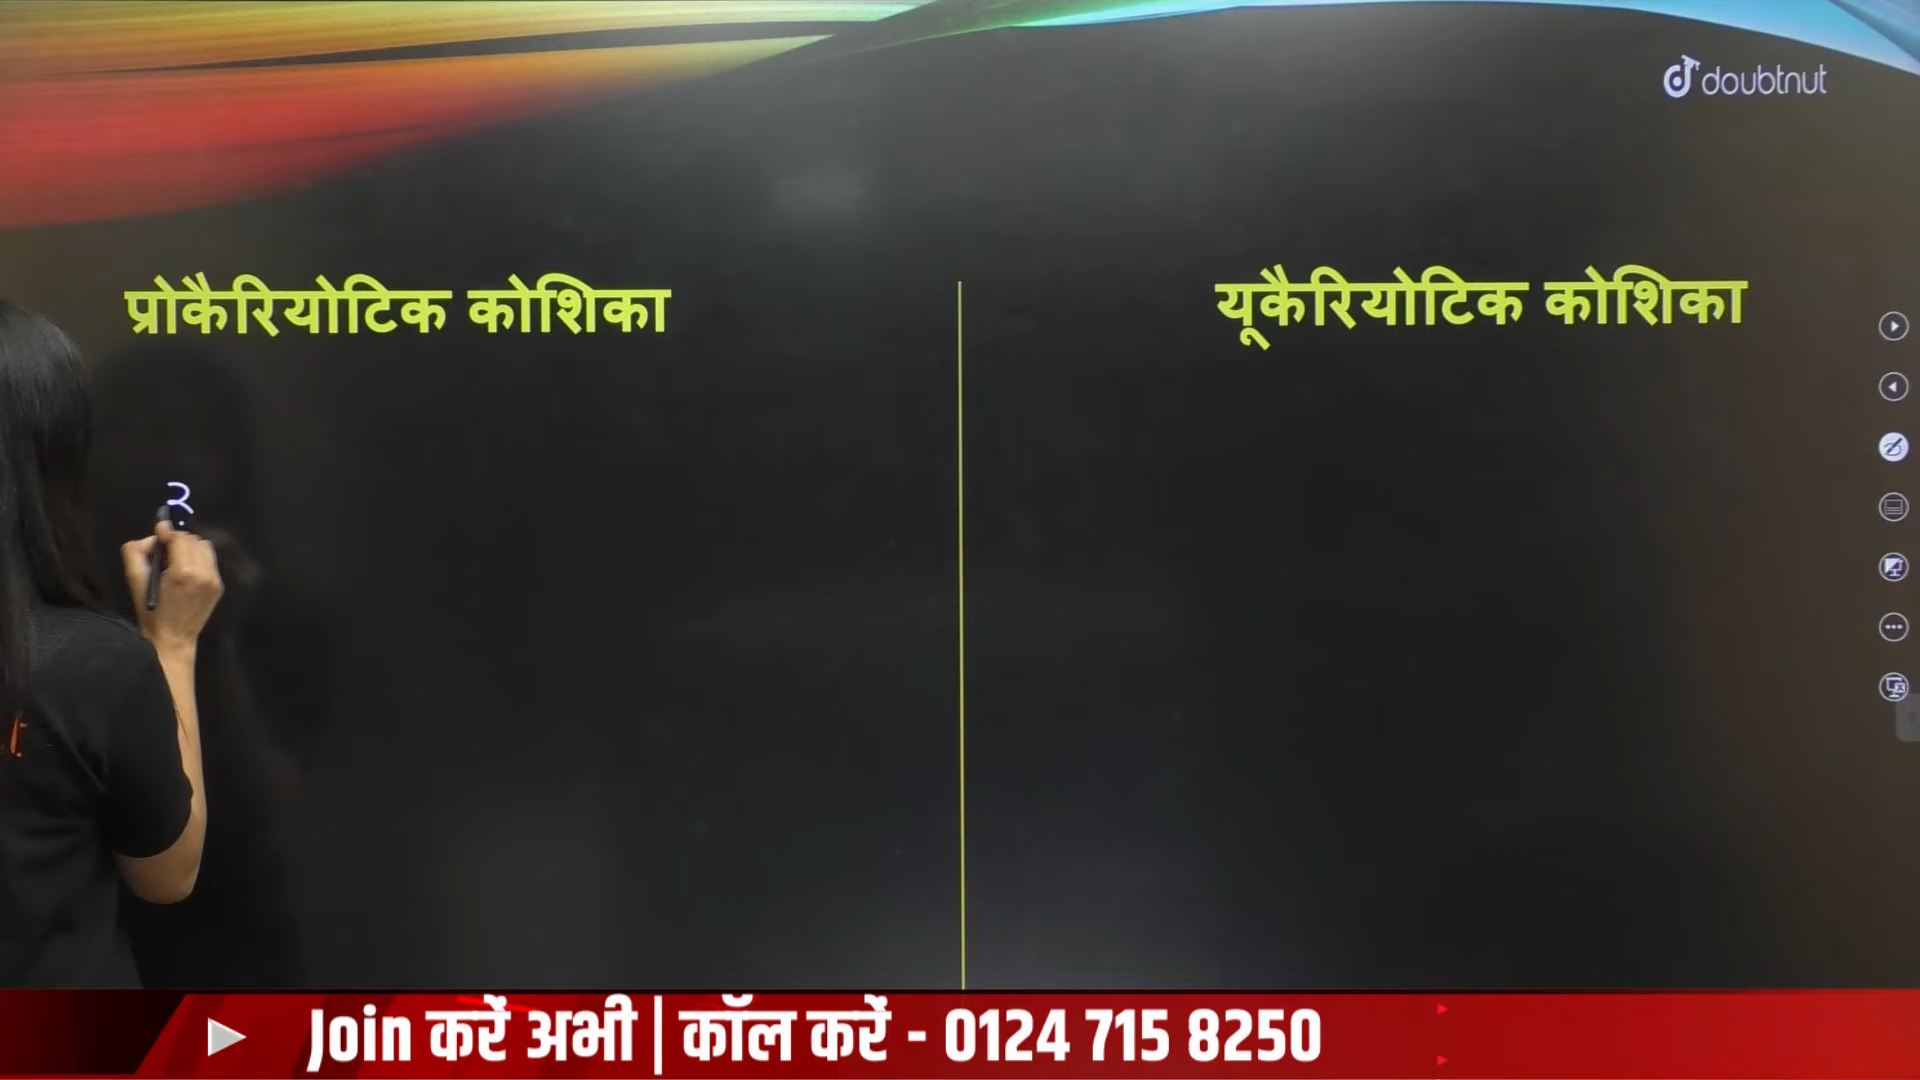 doubtnut
प्रोकैरियोटिक कोशिका
यूकैरियोटिक कोशिका
Join करें अभी | कॉल करें - 0124 715 8250